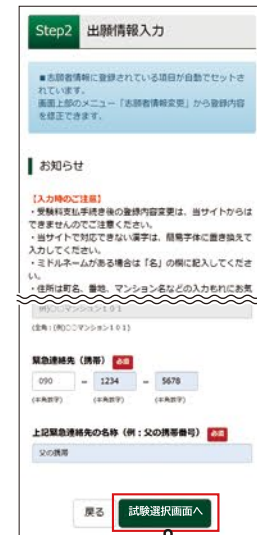 Step2 出願情報入力
■志願者情報に登録されている項目が自動でセットさ
れています。
画面上部のメニュー「志願者情報変更」から登録内容
を修正できます。
お知らせ
【入力時のご注意】
・受験料支払手続き後の登録内容変更は、当サイトからは
できませんのでご注意ください。
・当サイトで対応できない漢字は、簡易字体に置き換えて
入力してください。
・ミドルネームがある場合は「名」の欄に記入してくださ
い。
・住所は町名、番地、マンション名などの入力もれにお気
例)〇〇マンション１０１
(全角：(例)〇〇マンション１０１)
緊急連絡先（携帯） 必須
090 － 1234 － 5678
(半角数字) (半角数字) (半角数字)
上記緊急連絡先の名称（例：父の携帯番号） 必須
父の携帯
戻る 試験選択画面へ